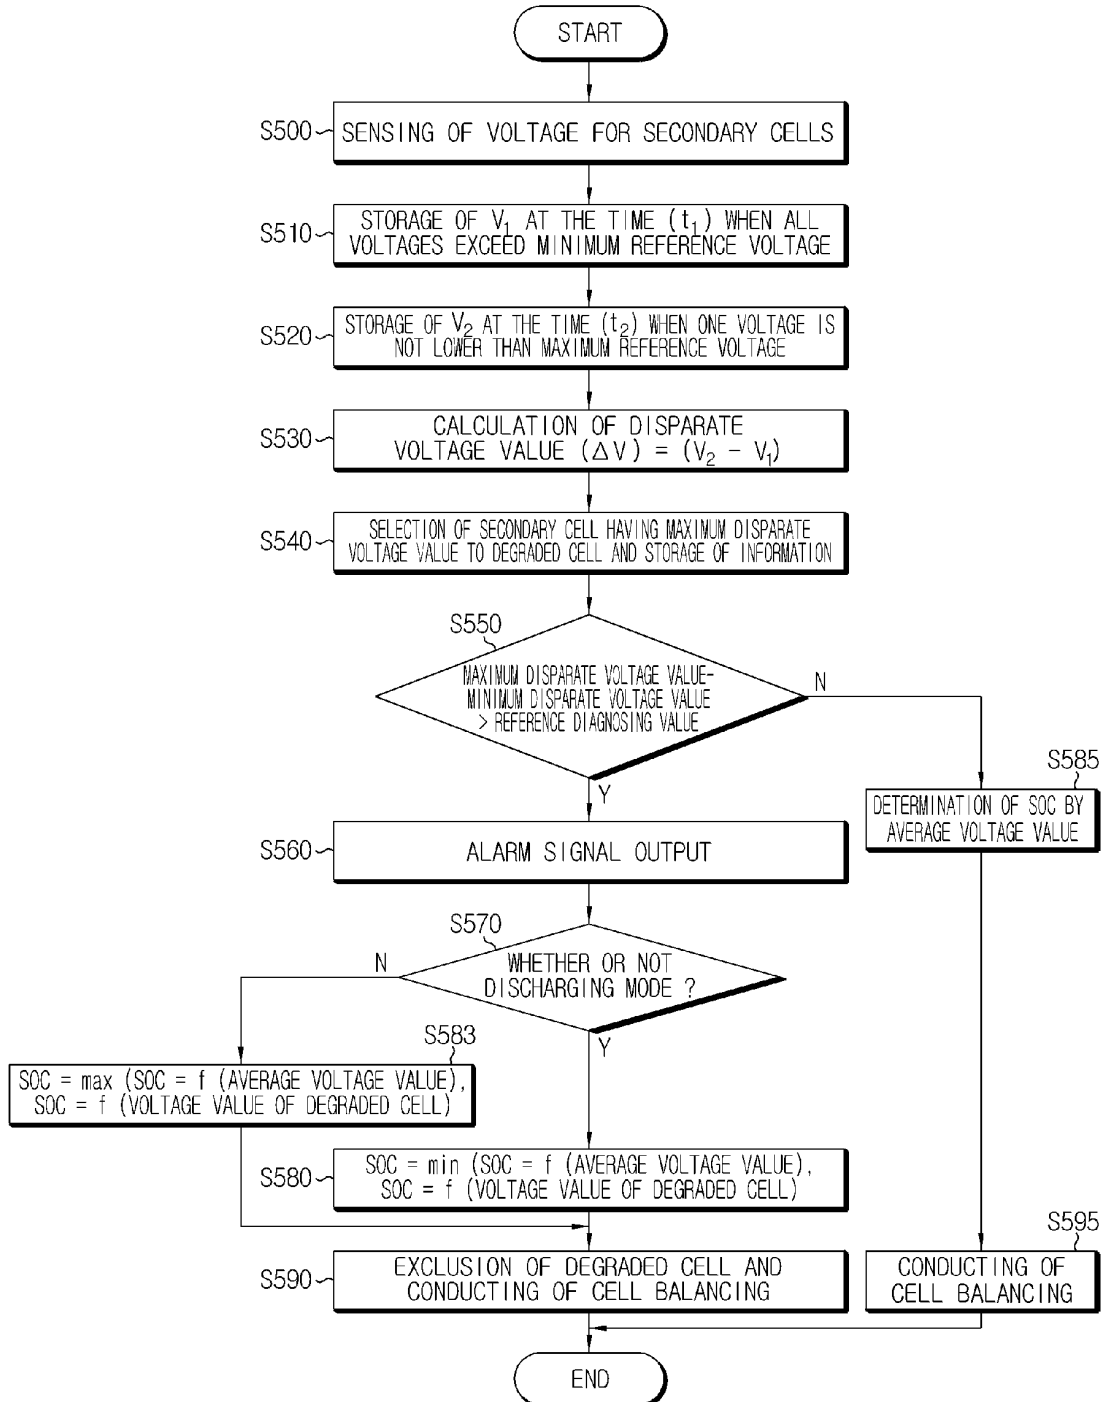 START
S500
SENSING OF VOLTAGE FOR SECONDARY CELLS
S510
STORAGE OF V₁ AT THE TIME (t₁) WHEN ALL
VOLTAGES EXCEED MINIMUM REFERENCE VOLTAGE
S520
STORAGE OF V₂ AT THE TIME (t₂) WHEN ONE VOLTAGE IS
NOT LOWER THAN MAXIMUM REFERENCE VOLTAGE
S530
CALCULATION OF DISPARATE
VOLTAGE VALUE (ΔV) = (V₂ - V₁)
S540
SELECTION OF SECONDARY CELL HAVING MAXIMUM DISPARATE
VOLTAGE VALUE TO DEGRADED CELL AND STORAGE OF INFORMATION
S550
MAXIMUM DISPARATE VOLTAGE VALUE-
MINIMUM DISPARATE VOLTAGE VALUE
> REFERENCE DIAGNOSING VALUE
N
Y
S585
DETERMINATION OF SOC BY
AVERAGE VOLTAGE VALUE
S560
ALARM SIGNAL OUTPUT
S570
WHETHER OR NOT
DISCHARGING MODE ?
N
Y
S583
SOC = max (SOC = f (AVERAGE VOLTAGE VALUE),
SOC = f (VOLTAGE VALUE OF DEGRADED CELL)
S580
SOC = min (SOC = f (AVERAGE VOLTAGE VALUE),
SOC = f (VOLTAGE VALUE OF DEGRADED CELL)
S590
EXCLUSION OF DEGRADED CELL AND
CONDUCTING OF CELL BALANCING
S595
CONDUCTING OF
CELL BALANCING
END